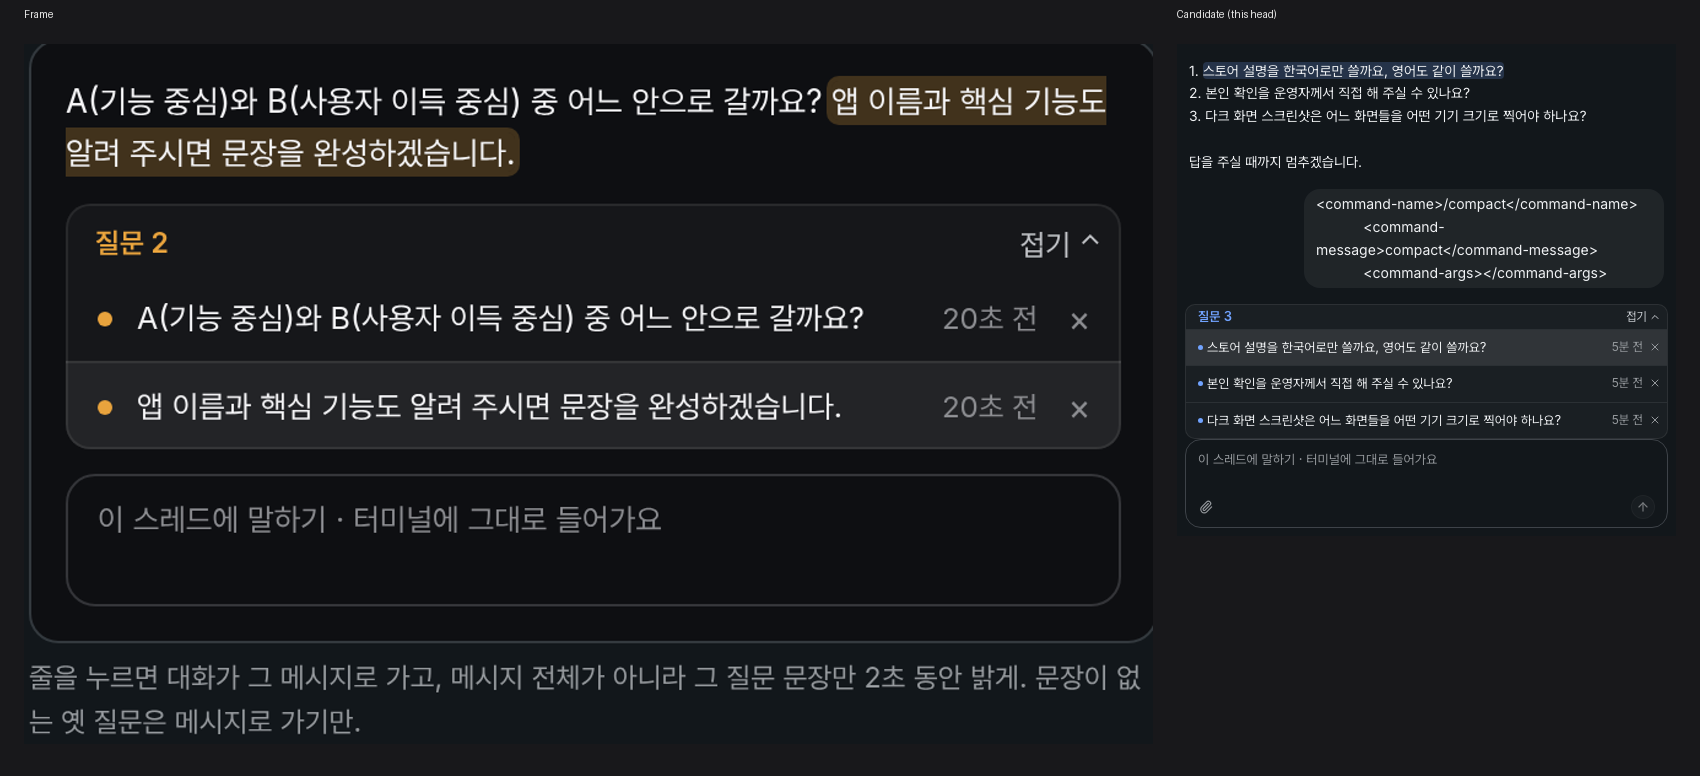 Frame
A(기능 중심)와 B(사용자 이득 중심) 중 어느 안으로 갈까요? 앱 이름과 핵심 기능도
알려 주시면 문장을 완성하겠습니다.
질문 2
접기
A(기능 중심)와 B(사용자 이득 중심) 중 어느 안으로 갈까요? 20초 전 ×
앱 이름과 핵심 기능도 알려 주시면 문장을 완성하겠습니다. 20초 전 ×
이 스레드에 말하기 · 터미널에 그대로 들어가요
줄을 누르면 대화가 그 메시지로 가고, 메시지 전체가 아니라 그 질문 문장만 2초 동안 밝게. 문장이 없
는 옛 질문은 메시지로 가기만.
Candidate (this head)
1. 스토어 설명을 한국어로만 쓸까요, 영어도 같이 쓸까요?
2. 본인 확인을 운영자께서 직접 해 주실 수 있나요?
3. 다크 화면 스크린샷은 어느 화면들을 어떤 기기 크기로 찍어야 하나요?
답을 주실 때까지 멈추겠습니다.
<command-name>/compact</command-name>
<command-
message>compact</command-message>
<command-args></command-args>
질문 3
접기
스토어 설명을 한국어로만 쓸까요, 영어도 같이 쓸까요? 5분 전 ×
본인 확인을 운영자께서 직접 해 주실 수 있나요? 5분 전 ×
다크 화면 스크린샷은 어느 화면들을 어떤 기기 크기로 찍어야 하나요? 5분 전 ×
이 스레드에 말하기 · 터미널에 그대로 들어가요